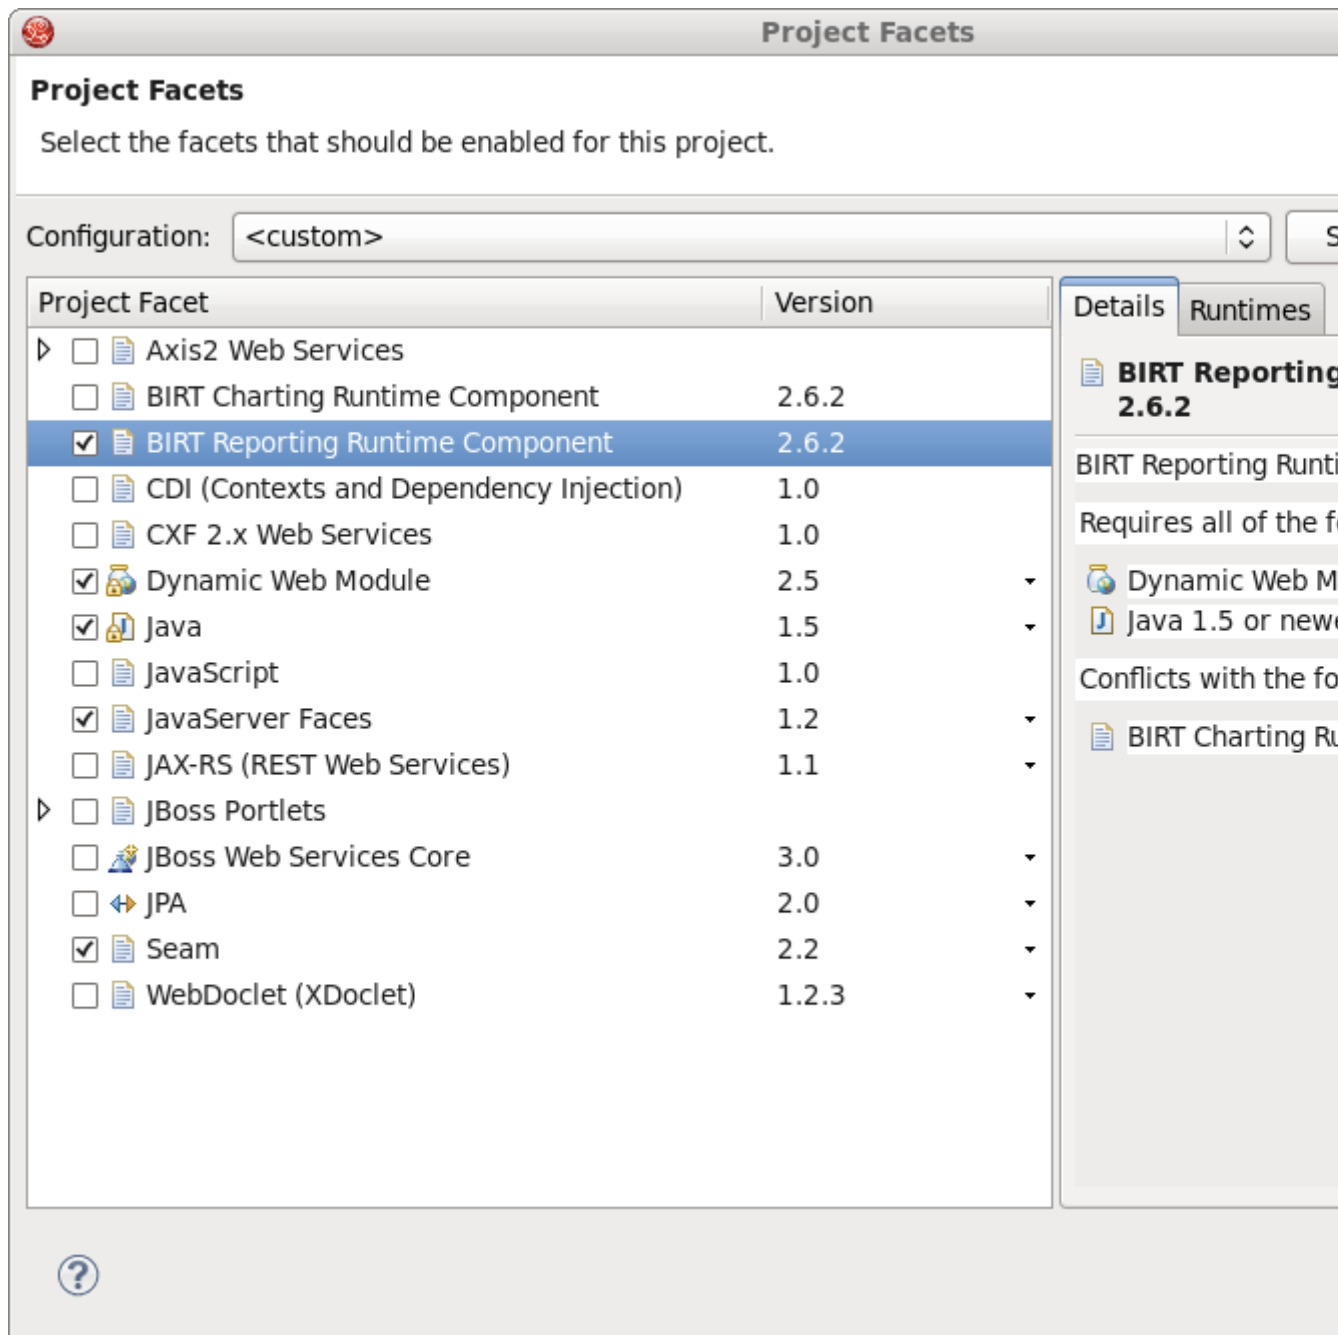 Project Facets
Project Facets
Select the facets that should be enabled for this project.
Configuration: <custom>
Project Facet Version
Axis2 Web Services
BIRT Charting Runtime Component 2.6.2
BIRT Reporting Runtime Component 2.6.2
CDI (Contexts and Dependency Injection) 1.0
CXF 2.x Web Services 1.0
Dynamic Web Module 2.5
Java 1.5
JavaScript 1.0
JavaServer Faces 1.2
JAX-RS (REST Web Services) 1.1
JBoss Portlets
JBoss Web Services Core 3.0
JPA 2.0
Seam 2.2
WebDoclet (XDoclet) 1.2.3
Details Runtimes
BIRT Reporting
2.6.2
BIRT Reporting
Requires all of the
Dynamic Web
Java 1.5 or
Conflicts with the
BIRT Charting